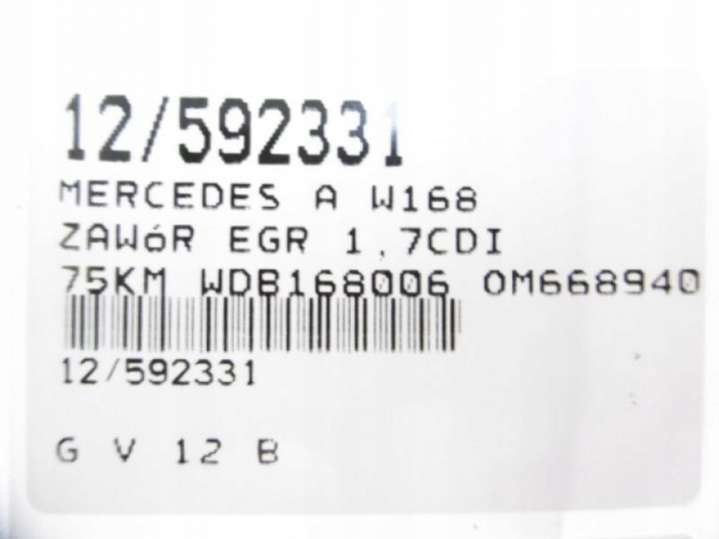 12/592331
MERCEDES A W168
ZAWóR EGR 1,7CDI
75KM WDB168006 OM668940
12/592331
G V 12 B